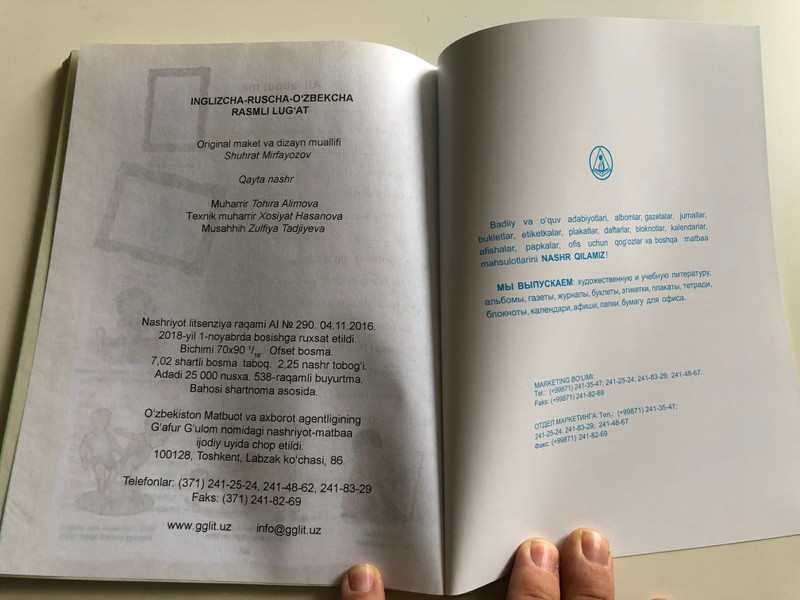 INGLIZCHA-RUSCHA-O‘ZBEKCHA
RASMLI LUG‘AT
Original maket va dizayn muallifi
Shuhrat Mirfayozov
Qayta nashr
Muharrir Tohira Alimova
Texnik muharrir Xosiyat Hasanova
Musahhih Zulfiya Tadjiyeva
Nashriyot litsenziya raqami AI № 290. 04.11.2016.
2018-yil 1-noyabrda bosishga ruxsat etildi.
Bichimi 70x90 1/16. Ofset bosma.
7,02 shartli bosma taboq. 2,25 nashr tobog‘i.
Adadi 25 000 nusxa. 538-raqamli buyurtma.
Bahosi shartnoma asosida.
O‘zbekiston Matbuot va axborot agentligining
G‘afur G‘ulom nomidagi nashriyot-matbaa
ijodiy uyida chop etildi.
100128, Toshkent, Labzak ko‘chasi, 86.
Telefonlar: (371) 241-25-24, 241-48-62, 241-83-29
Faks: (371) 241-82-69
www.gglit.uz info@gglit.uz
Badiiy va o‘quv adabiyotlari, albomlar, gazetalar, jurnallar,
bukletlar, etiketkalar, plakatlar, daftarlar, bloknotlar, kalendarlar,
afishalar, papkalar, ofis uchun qog‘ozlar va boshqa matbaa
mahsulotlarini NASHR QILAMIZ!
МЫ ВЫПУСКАЕМ: художественную и учебную литературу,
альбомы, газеты, журналы, буклеты, этикетки, плакаты, тетради,
блокноты, календари, афиши, папки, бумагу для офиса.
MARKETING BO‘LIMI:
Tel.: (+99871) 241-35-47; 241-25-24; 241-83-29; 241-48-67.
Faks: (+99871) 241-82-69
ОТДЕЛ МАРКЕТИНГА: Тел.: (+99871) 241-35-47;
241-25-24; 241-83-29; 241-48-67.
Факс: (+99871) 241-82-69